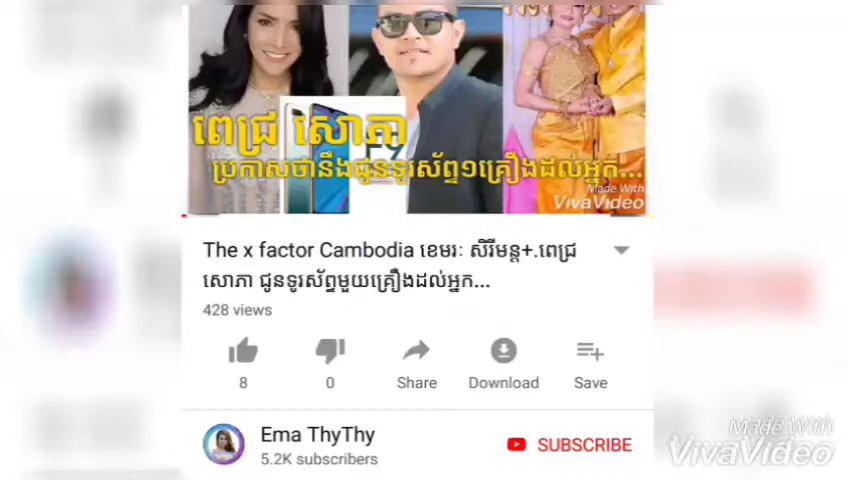 ពេជ្រ សោភា
F9
ប្រកាសថានឹងជូនទូរស័ព្ទ១គ្រឿងដល់អ្នក...
Made With
VivaVideo
The x factor Cambodia ខេមរៈ សិរីមន្ត+.ពេជ្រ
សោភា ជូនទូរស័ព្ទមួយគ្រឿងដល់អ្នក...
428 views
8
0
Share
Download
Save
Ema ThyThy
5.2K subscribers
SUBSCRIBE
Made With
VivaVideo